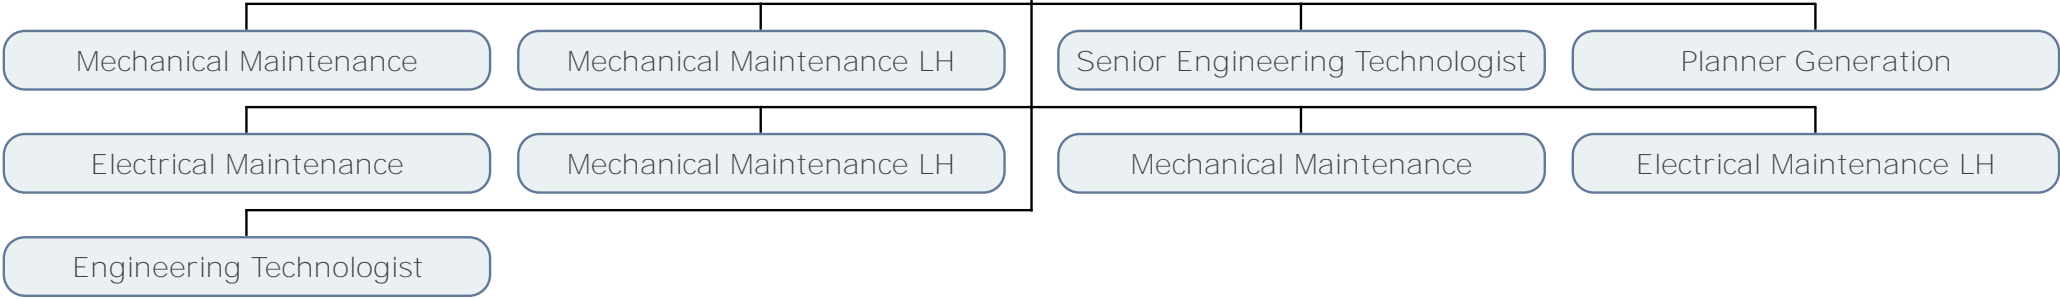 Mechanical Maintenance
Mechanical Maintenance LH
Senior Engineering Technologist
Planner Generation
Electrical Maintenance
Mechanical Maintenance LH
Mechanical Maintenance
Electrical Maintenance LH
Engineering Technologist